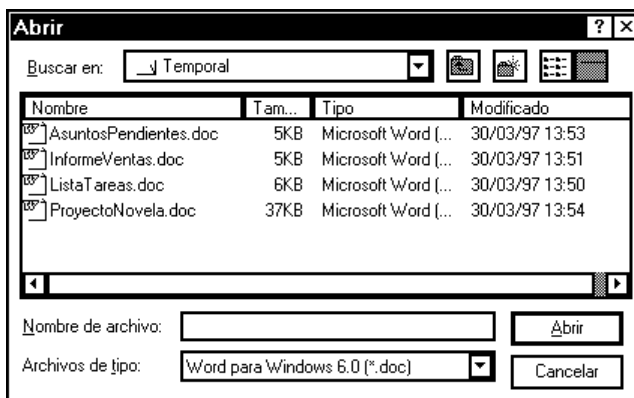 Abrir
Buscar en: Temporal
Nombre Tam... Tipo Modificado
AsuntosPendientes.doc 5KB Microsoft Word (... 30/03/97 13:53
InformeVentas.doc 5KB Microsoft Word (... 30/03/97 13:51
ListaTareas.doc 6KB Microsoft Word (... 30/03/97 13:50
ProyectoNovela.doc 37KB Microsoft Word (... 30/03/97 13:54
Nombre de archivo: Abrir
Archivos de tipo: Word para Windows 6.0 (*.doc) Cancelar